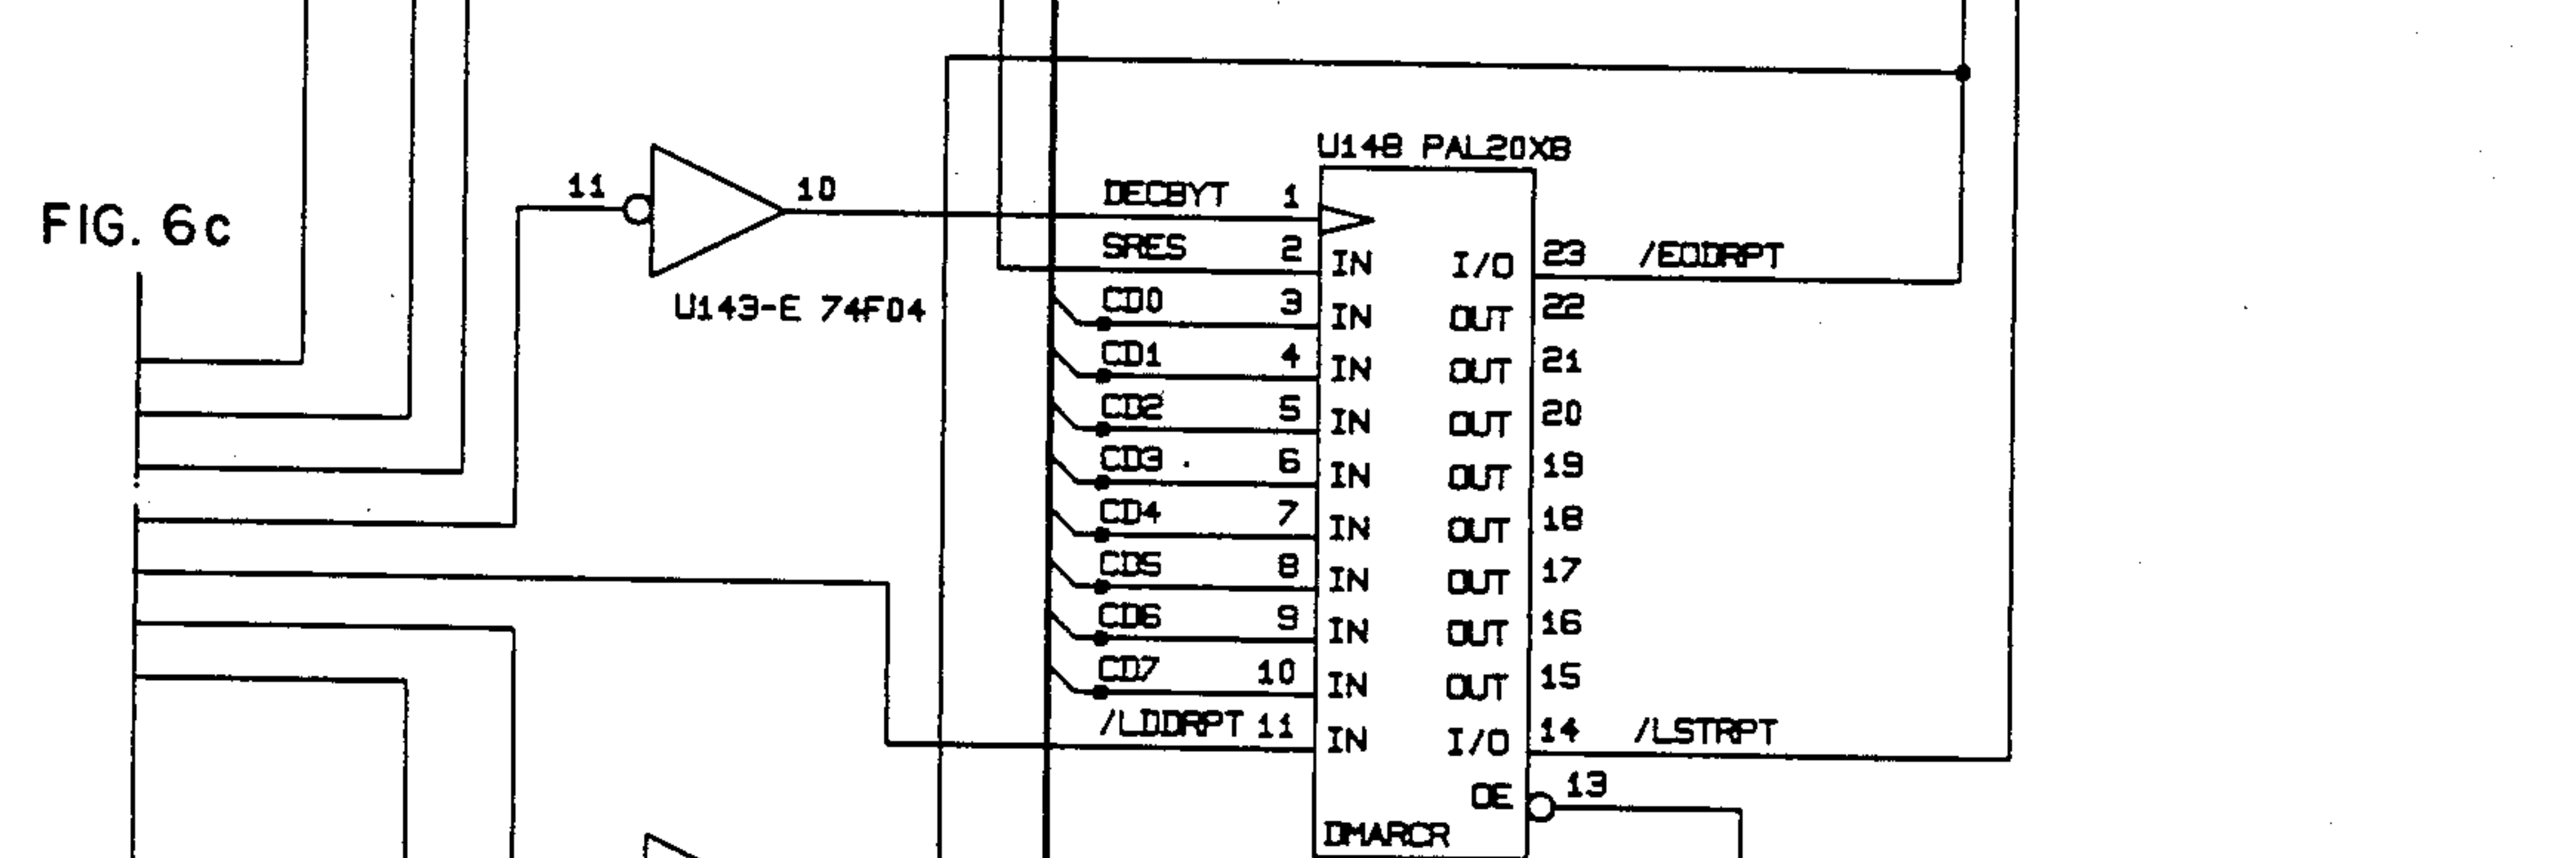 U148 PAL20X8
11 10 DECBYT 1
FIG. 6c
SRES 2 IN I/O 23 /EODRPT
U143-E 74F04
CD0 3 IN OUT 22
CD1 4 IN OUT 21
CD2 5 IN OUT 20
CD3 6 IN OUT 19
CD4 7 IN OUT 18
CD5 8 IN OUT 17
CD6 9 IN OUT 16
CD7 10 IN OUT 15
/LDDRPT 11 IN I/O 14 /LSTRPT
OE 13
DMARCR